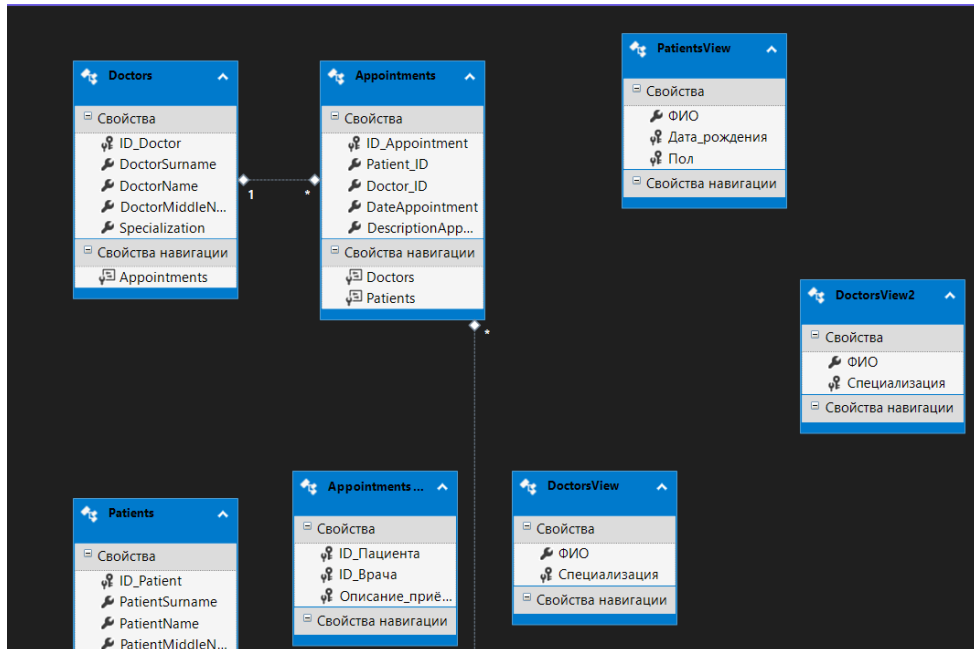 Doctors
Свойства
ID_Doctor
DoctorSurname
DoctorName
DoctorMiddleN...
Specialization
Свойства навигации
Appointments
1
*
Appointments
Свойства
ID_Appointment
Patient_ID
Doctor_ID
DateAppointment
DescriptionApp...
Свойства навигации
Doctors
Patients
*
PatientsView
Свойства
ФИО
Дата_рождения
Пол
Свойства навигации
DoctorsView2
Свойства
ФИО
Специализация
Свойства навигации
Patients
Свойства
ID_Patient
PatientSurname
PatientName
PatientMiddleN...
Appointments ...
Свойства
ID_Пациента
ID_Врача
Описание_приё...
Свойства навигации
DoctorsView
Свойства
ФИО
Специализация
Свойства навигации